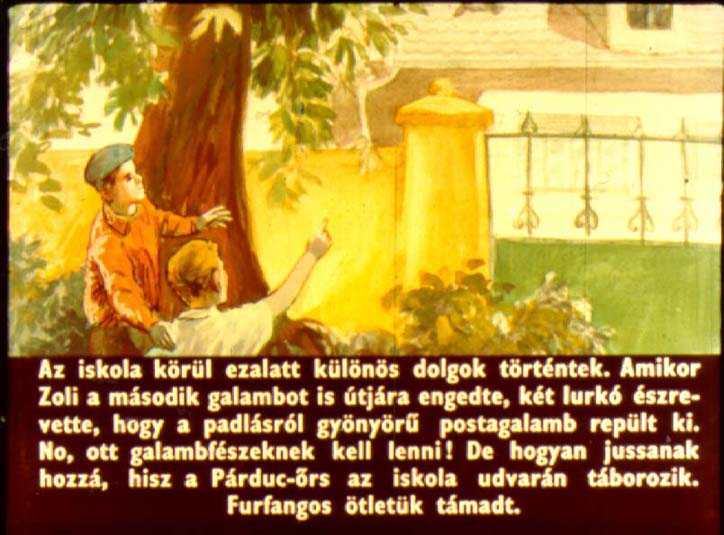 Az iskola körül ezalatt különös dolgok történtek. Amikor
Zoli a második galambot is útjára engedte, két lurkó észre-
vette, hogy a padlásról gyönyörű postagalamb repült ki.
No, ott galambfészeknek kell lenni! De hogyan jussanak
hozzá, hisz a Párduc-őrs az iskola udvarán táborozik.
Furfangos ötletük támadt.